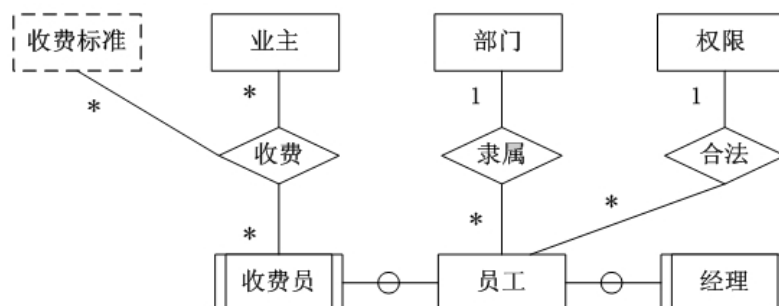 收费标准 业主 部门 权限
* * 1 1
收费 隶属 合法
* * *
收费员 员工 经理